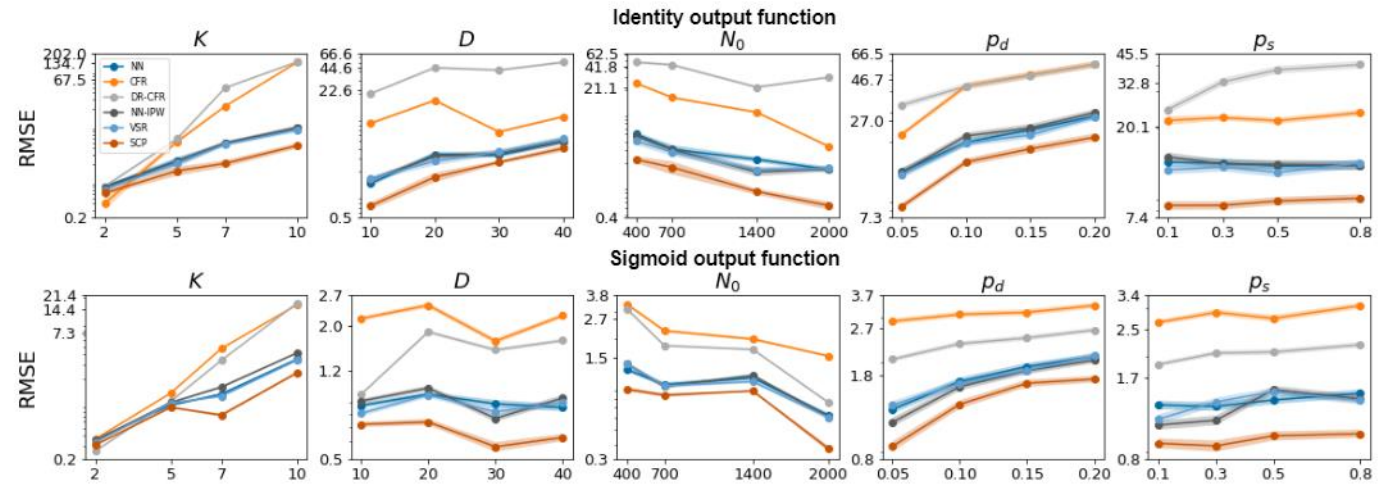 Identity output function
K
D
N₀
p_d
p_s
RMSE
202.0
134.7
67.5
0.2
NN
CFR
DR-CFR
NN-IPW
VSR
SCP
2 5 7 10
66.6
44.6
22.6
0.5
10 20 30 40
62.5
41.8
21.1
0.4
400 700 1400 2000
66.5
46.7
27.0
7.3
0.05 0.10 0.15 0.20
45.5
32.8
20.1
7.4
0.1 0.3 0.5 0.8
Sigmoid output function
K
D
N₀
p_d
p_s
RMSE
21.4
14.4
7.3
0.2
2 5 7 10
2.7
2.0
1.2
0.5
10 20 30 40
3.8
2.7
1.5
0.3
400 700 1400 2000
3.7
2.7
1.8
0.8
0.05 0.10 0.15 0.20
3.4
2.5
1.7
0.8
0.1 0.3 0.5 0.8